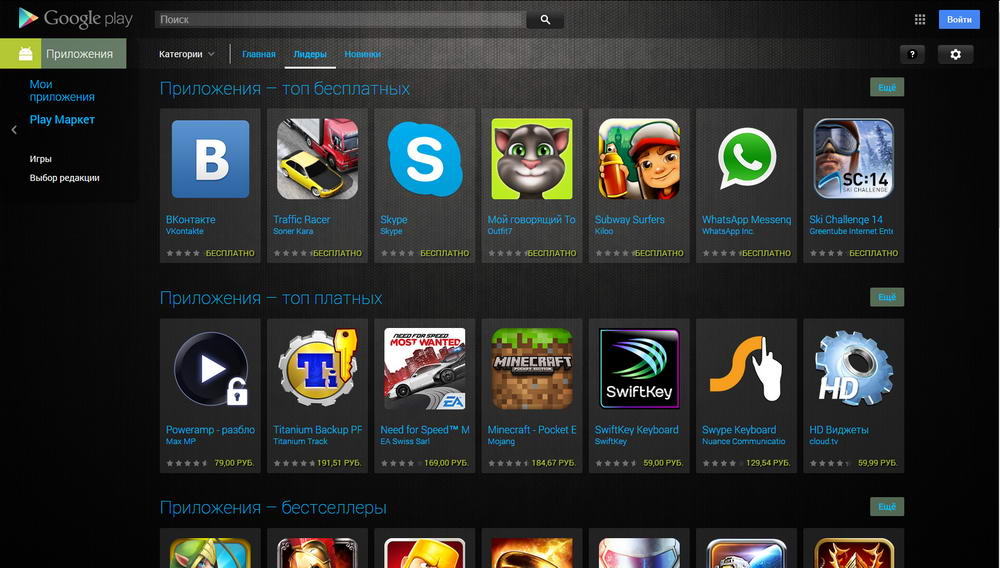 Google play
Поиск
Войти
Приложения
Категории
Главная
Лидеры
Новинки
?
Мои
приложения
Play Маркет
Игры
Выбор редакции
Приложения – топ бесплатных
Ещё
B
S
SC:14
SKI CHALLENGE
ВКонтакте
VKontakte
БЕСПЛАТНО
Traffic Racer
Soner Kara
БЕСПЛАТНО
Skype
Skype
БЕСПЛАТНО
Мой говорящий То
Outfit7
БЕСПЛАТНО
Subway Surfers
Kiloo
БЕСПЛАТНО
WhatsApp Messenq
WhatsApp Inc.
БЕСПЛАТНО
Ski Challenge 14
Greentube Internet Ente
БЕСПЛАТНО
Приложения – топ платных
Ещё
Ti
NEED FOR SPEED
MOST WANTED
EA
MINECRAFT
POCKET EDITION
SwiftKey
HD
Poweramp - разбло
Max MP
79,00 РУБ.
Titanium Backup PF
Titanium Track
191,51 РУБ.
Need for Speed™ M
EA Swiss Sarl
169,00 РУБ.
Minecraft - Pocket E
Mojang
184,67 РУБ.
SwiftKey Keyboard
SwiftKey
59,00 РУБ.
Swype Keyboard
Nuance Communicatio
129,54 РУБ.
HD Виджеты
cloud.tv
59,99 РУБ.
Приложения – бестселлеры
Ещё